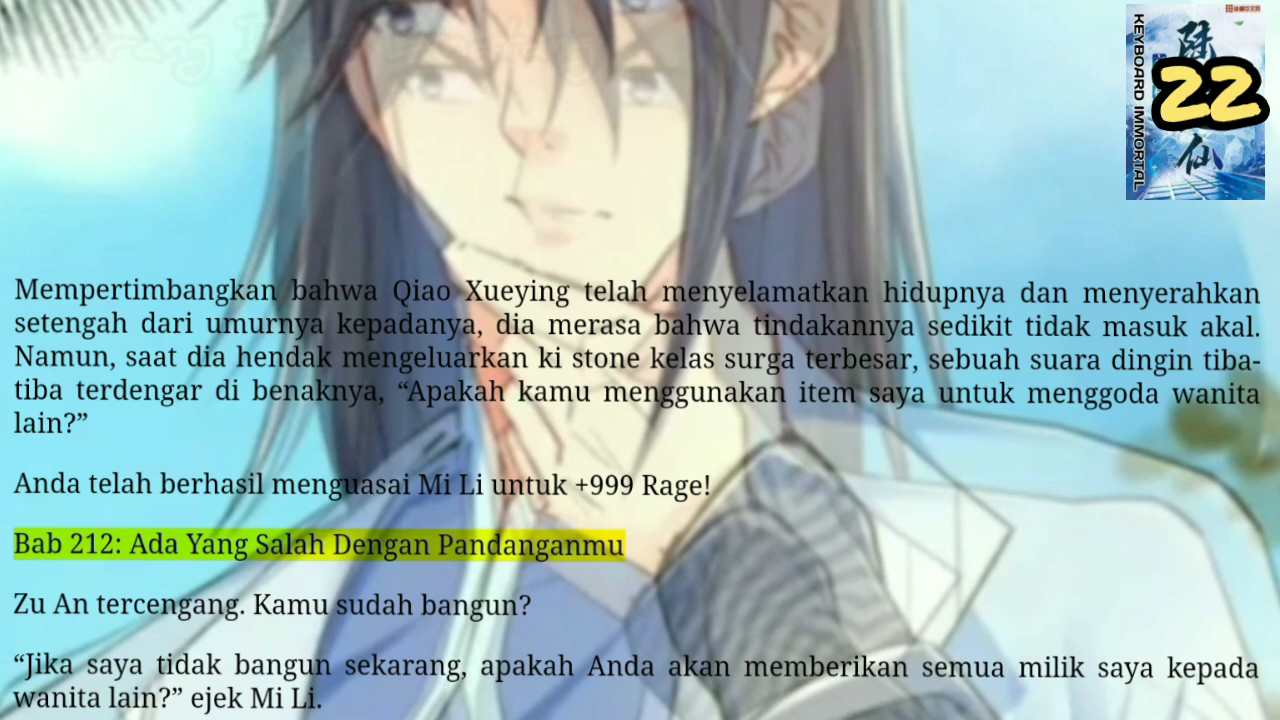 KEYBOARD IMMORTAL
陆
22
仙
Mempertimbangkan bahwa Qiao Xueying telah menyelamatkan hidupnya dan menyerahkan
setengah dari umurnya kepadanya, dia merasa bahwa tindakannya sedikit tidak masuk akal.
Namun, saat dia hendak mengeluarkan ki stone kelas surga terbesar, sebuah suara dingin tiba-
tiba terdengar di benaknya, “Apakah kamu menggunakan item saya untuk menggoda wanita
lain?”
Anda telah berhasil menguasai Mi Li untuk +999 Rage!
Bab 212: Ada Yang Salah Dengan Pandanganmu
Zu An tercengang. Kamu sudah bangun?
“Jika saya tidak bangun sekarang, apakah Anda akan memberikan semua milik saya kepada
wanita lain?” ejek Mi Li.